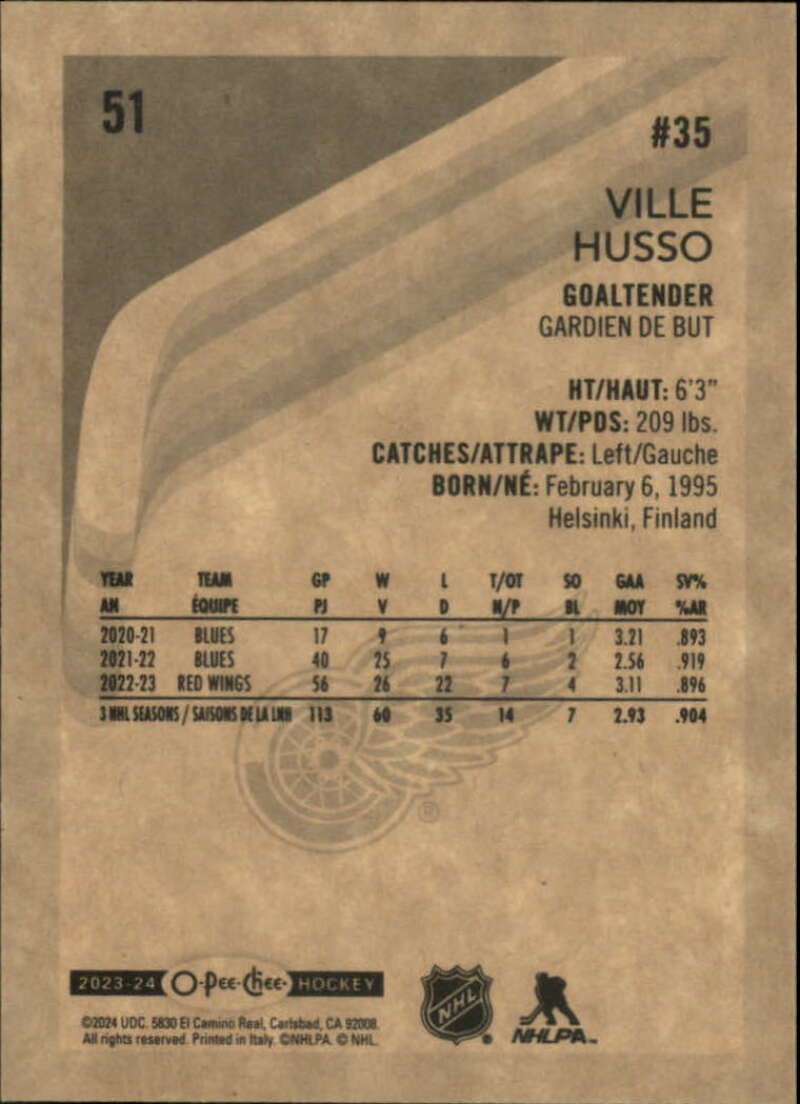 51
#35
VILLE
HUSSO
GOALTENDER
GARDIEN DE BUT
HT/HAUT: 6'3"
WT/PDS: 209 lbs.
CATCHES/ATTRAPE: Left/Gauche
BORN/NÉ: February 6, 1995
Helsinki, Finland
YEAR TEAM GP W L T/OT SO GAA SV%
AN ÉQUIPE PJ V D N/P BL MOY %AR
2020-21 BLUES 17 9 6 1 1 3.21 .893
2021-22 BLUES 40 25 7 6 2 2.56 .919
2022-23 RED WINGS 56 26 22 7 4 3.11 .896
3 NHL SEASONS / SAISONS DE LA LNH 113 60 35 14 7 2.93 .904
®
2023-24 O-Pee-Chee HOCKEY
©2024 UDC. 5830 El Camino Real, Carlsbad, CA 92008.
All rights reserved. Printed in Italy. ©NHLPA. © NHL.
NHL
NHLPA